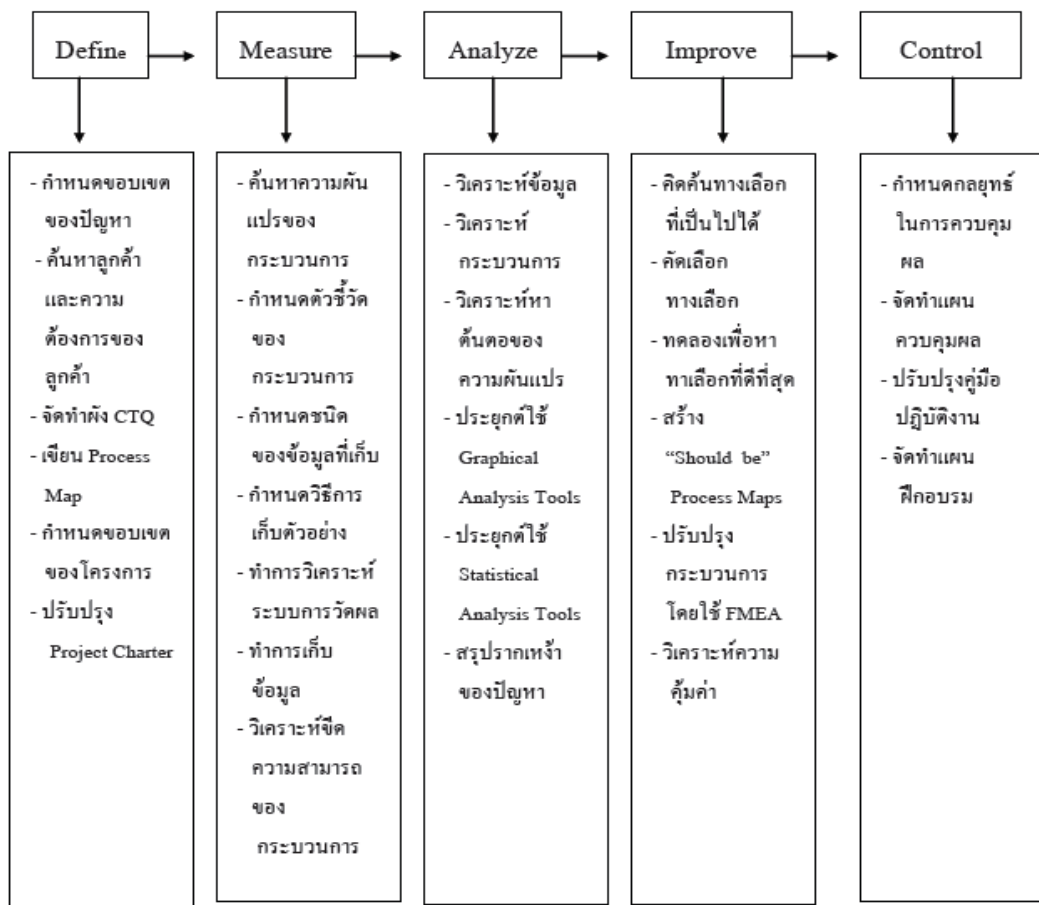 Define
Measure
Analyze
Improve
Control
- กำหนดขอบเขต
ของปัญหา
- ค้นหาลูกค้า
และความ
ต้องการของ
ลูกค้า
- จัดทำผัง CTQ
- เขียน Process
Map
- กำหนดขอบเขต
ของโครงการ
- ปรับปรุง
Project Charter
- ค้นหาความผัน
แปรของ
กระบวนการ
- กำหนดตัวชี้วัด
ของ
กระบวนการ
- กำหนดชนิด
ของข้อมูลที่เก็บ
- กำหนดวิธีการ
เก็บตัวอย่าง
- ทำการวิเคราะห์
ระบบการวัดผล
- ทำการเก็บ
ข้อมูล
- วิเคราะห์ขีด
ความสามารถ
ของ
กระบวนการ
- วิเคราะห์ข้อมูล
- วิเคราะห์
กระบวนการ
- วิเคราะห์หา
ต้นตอของ
ความผันแปร
- ประยุกต์ใช้
Graphical
Analysis Tools
- ประยุกต์ใช้
Statistical
Analysis Tools
- สรุปรากเหง้า
ของปัญหา
- คิดค้นทางเลือก
ที่เป็นไปได้
- คัดเลือก
ทางเลือก
- ทดลองเพื่อหา
ทาเลือกที่ดีที่สุด
- สร้าง
“Should be”
Process Maps
- ปรับปรุง
กระบวนการ
โดยใช้ FMEA
- วิเคราะห์ความ
คุ้มค่า
- กำหนดกลยุทธ์
ในการควบคุม
ผล
- จัดทำแผน
ควบคุมผล
- ปรับปรุงคู่มือ
ปฏิบัติงาน
- จัดทำแผน
ฝึกอบรม